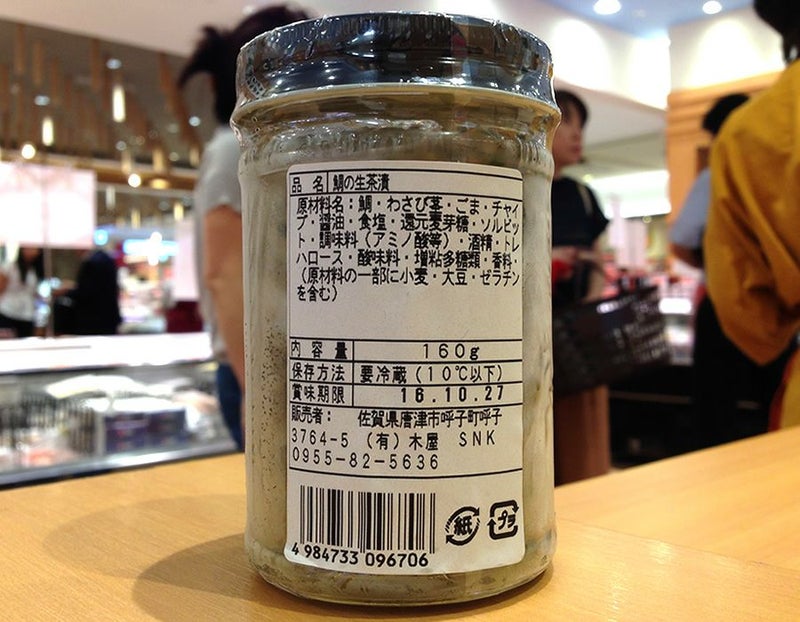 品 名 鯛の生茶漬
原材料名：鯛・わさび茎・ごま・チャイ
プ・醤油・食塩・還元麦芽糖・ソルビッ
ト・調味料（アミノ酸等）・酒精・トレ
ハロース・酸味料・増粘多糖類・香料・
（原材料の一部に小麦・大豆・ゼラチン
を含む）
内 容 量 160g
保存方法 要冷蔵（10℃以下）
賞味期限 16.10.27
販売者： 佐賀県唐津市呼子町呼子
3764-5 （有）木屋 SNK
0955-82-5636
紙 プラ
4 984733 096706